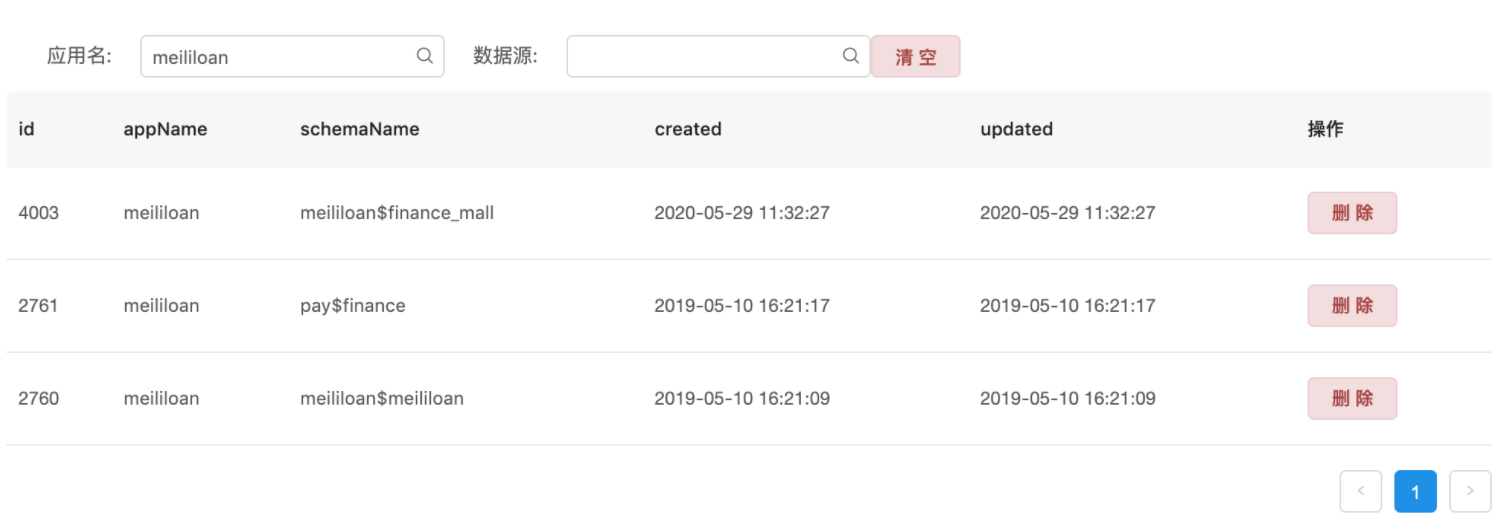 应用名: meililoan 数据源: 清 空
id appName schemaName created updated 操作
4003 meililoan meililoan$finance_mall 2020-05-29 11:32:27 2020-05-29 11:32:27 删 除
2761 meililoan pay$finance 2019-05-10 16:21:17 2019-05-10 16:21:17 删 除
2760 meililoan meililoan$meililoan 2019-05-10 16:21:09 2019-05-10 16:21:09 删 除
< 1 >